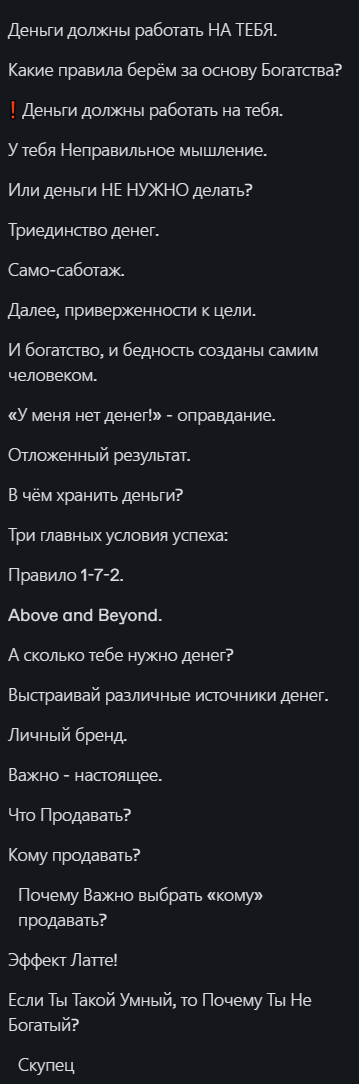 Деньги должны работать НА ТЕБЯ.
Какие правила берём за основу Богатства?
❗Деньги должны работать на тебя.
У тебя Неправильное мышление.
Или деньги НЕ НУЖНО делать?
Триединство денег.
Само-саботаж.
Далее, приверженности к цели.
И богатство, и бедность созданы самим
человеком.
«У меня нет денег!» - оправдание.
Отложенный результат.
В чём хранить деньги?
Три главных условия успеха:
Правило 1-7-2.
Above and Beyond.
А сколько тебе нужно денег?
Выстраивай различные источники денег.
Личный бренд.
Важно - настоящее.
Что Продавать?
Кому продавать?
Почему Важно выбрать «кому»
продавать?
Эффект Латте!
Если Ты Такой Умный, то Почему Ты Не
Богатый?
Скупец